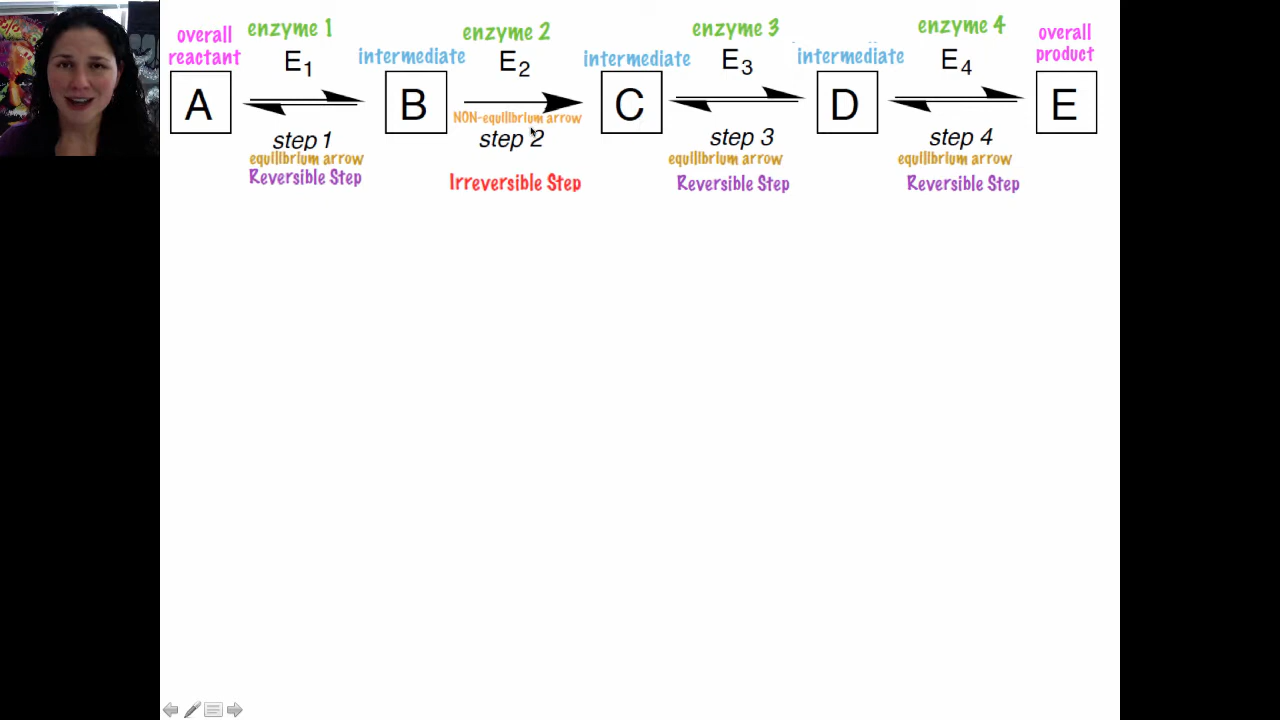 overall reactant
enzyme 1
E1
intermediate
enzyme 2
E2
intermediate
enzyme 3
E3
intermediate
enzyme 4
E4
overall product
A
B
C
D
E
step 1
equilibrium arrow
Reversible Step
NON-equilibrium arrow
step 2
Irreversible Step
step 3
equilibrium arrow
Reversible Step
step 4
equilibrium arrow
Reversible Step